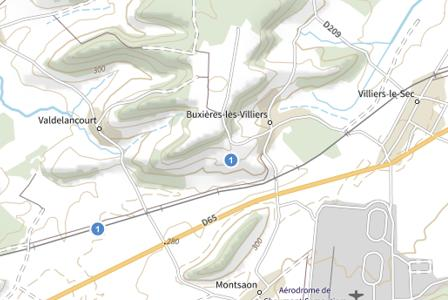 D209
300
Villiers-le-Sec
Buxières-lès-Villiers
Valdelancourt
1
1
D65
280
300
Montsaon
Aérodrome de